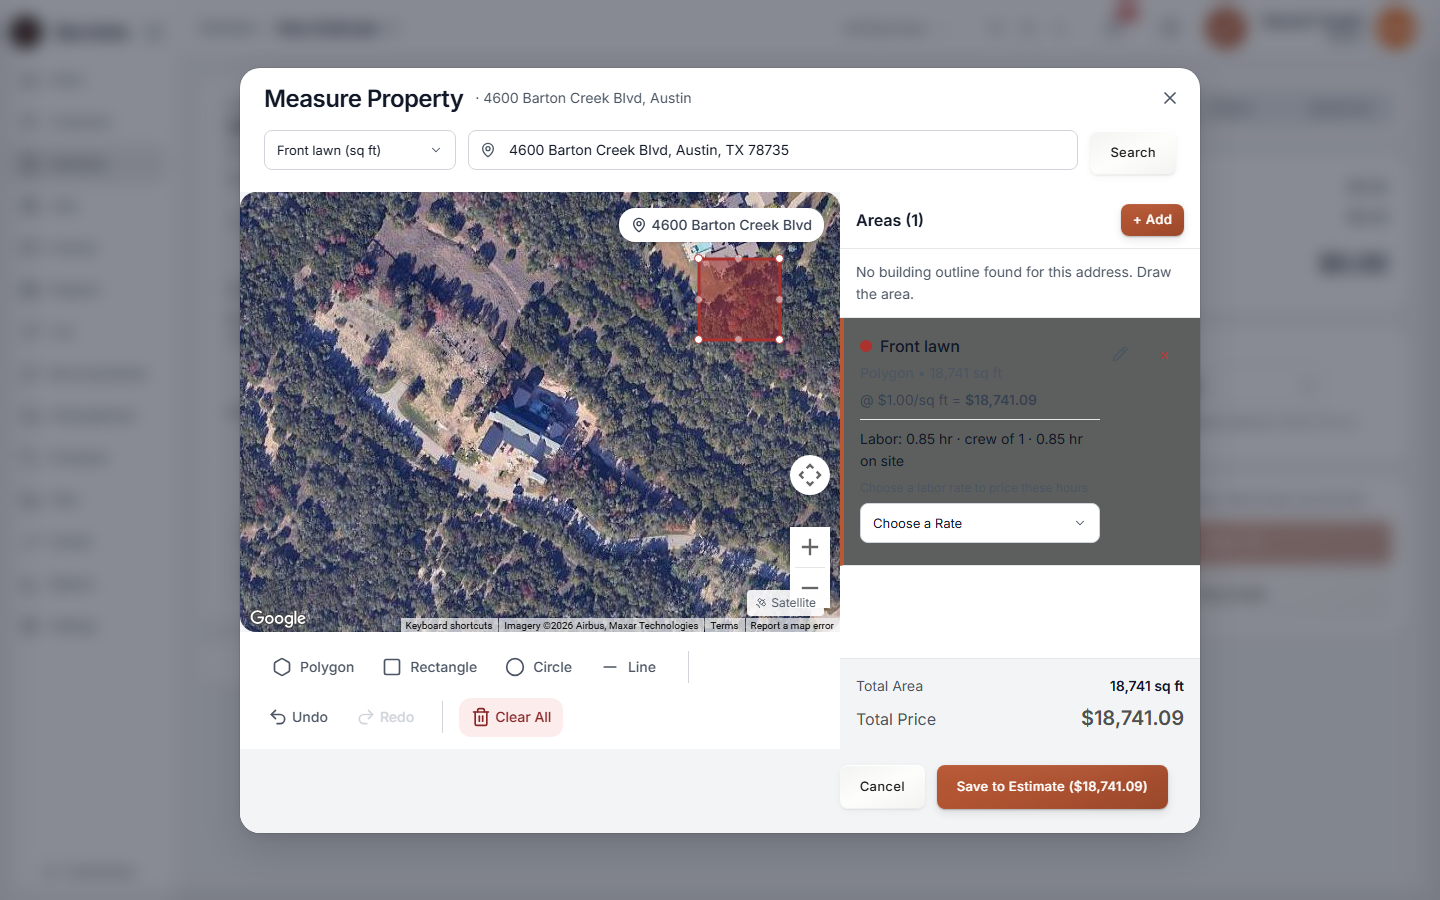 Measure Property · 4600 Barton Creek Blvd, Austin
Front lawn (sq ft)
4600 Barton Creek Blvd, Austin, TX 78735
Search
4600 Barton Creek Blvd
Satellite
Google
Keyboard shortcuts
Imagery ©2026 Airbus, Maxar Technologies
Terms
Report a map error
Areas (1)
+ Add
No building outline found for this address. Draw
the area.
Front lawn
Polygon • 18,741 sq ft
@ $1.00/sq ft = $18,741.09
Labor: 0.85 hr · crew of 1 · 0.85 hr
on site
Choose a labor rate to price these hours
Choose a Rate
Polygon
Rectangle
Circle
Line
Undo
Redo
Clear All
Total Area
18,741 sq ft
Total Price
$18,741.09
Cancel
Save to Estimate ($18,741.09)